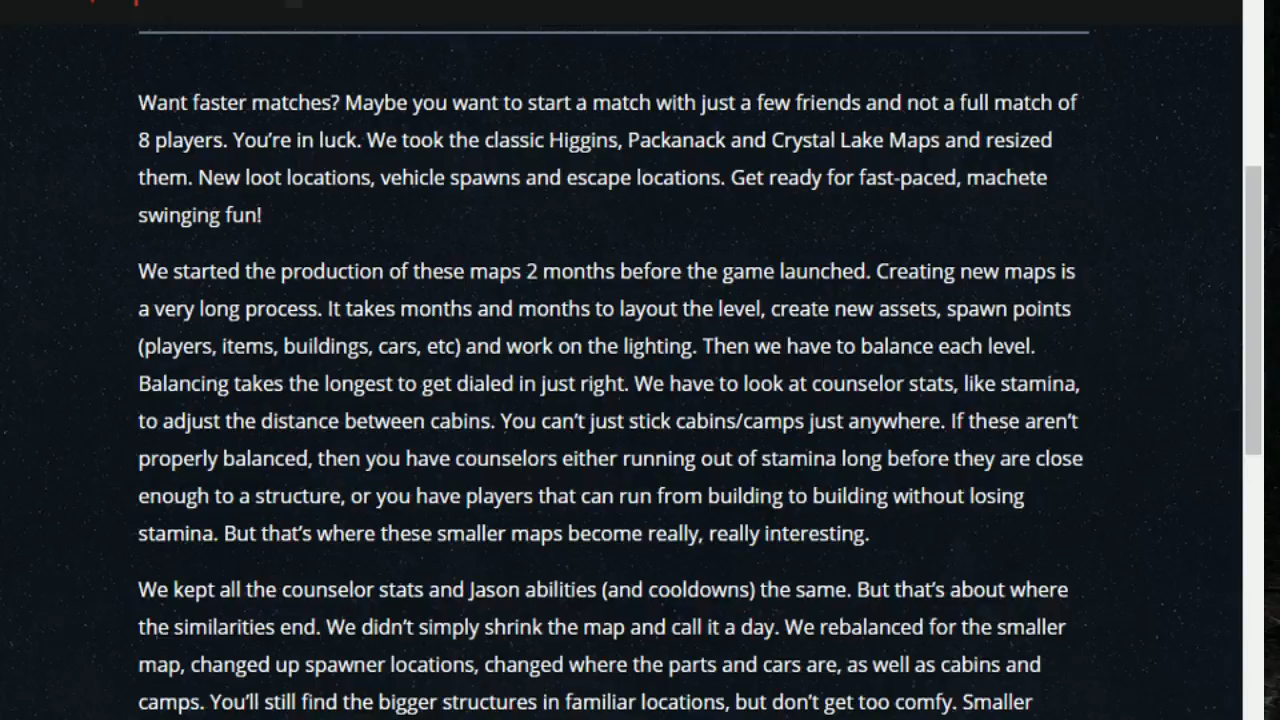 Want faster matches? Maybe you want to start a match with just a few friends and not a full match of
8 players. You're in luck. We took the classic Higgins, Packanack and Crystal Lake Maps and resized
them. New loot locations, vehicle spawns and escape locations. Get ready for fast-paced, machete
swinging fun!
We started the production of these maps 2 months before the game launched. Creating new maps is
a very long process. It takes months and months to layout the level, create new assets, spawn points
(players, items, buildings, cars, etc) and work on the lighting. Then we have to balance each level.
Balancing takes the longest to get dialed in just right. We have to look at counselor stats, like stamina,
to adjust the distance between cabins. You can't just stick cabins/camps just anywhere. If these aren't
properly balanced, then you have counselors either running out of stamina long before they are close
enough to a structure, or you have players that can run from building to building without losing
stamina. But that's where these smaller maps become really, really interesting.
We kept all the counselor stats and Jason abilities (and cooldowns) the same. But that's about where
the similarities end. We didn't simply shrink the map and call it a day. We rebalanced for the smaller
map, changed up spawner locations, changed where the parts and cars are, as well as cabins and
camps. You'll still find the bigger structures in familiar locations, but don't get too comfy. Smaller